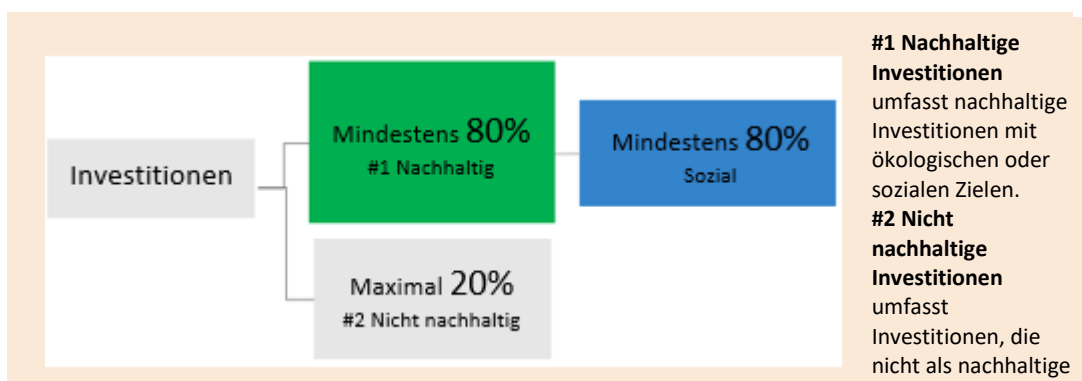 Investitionen
Mindestens 80%
#1 Nachhaltig
Mindestens 80%
Sozial
Maximal 20%
#2 Nicht nachhaltig
#1 Nachhaltige
Investitionen
umfasst nachhaltige
Investitionen mit
ökologischen oder
sozialen Zielen.
#2 Nicht
nachhaltige
Investitionen
umfasst
Investitionen, die
nicht als nachhaltige